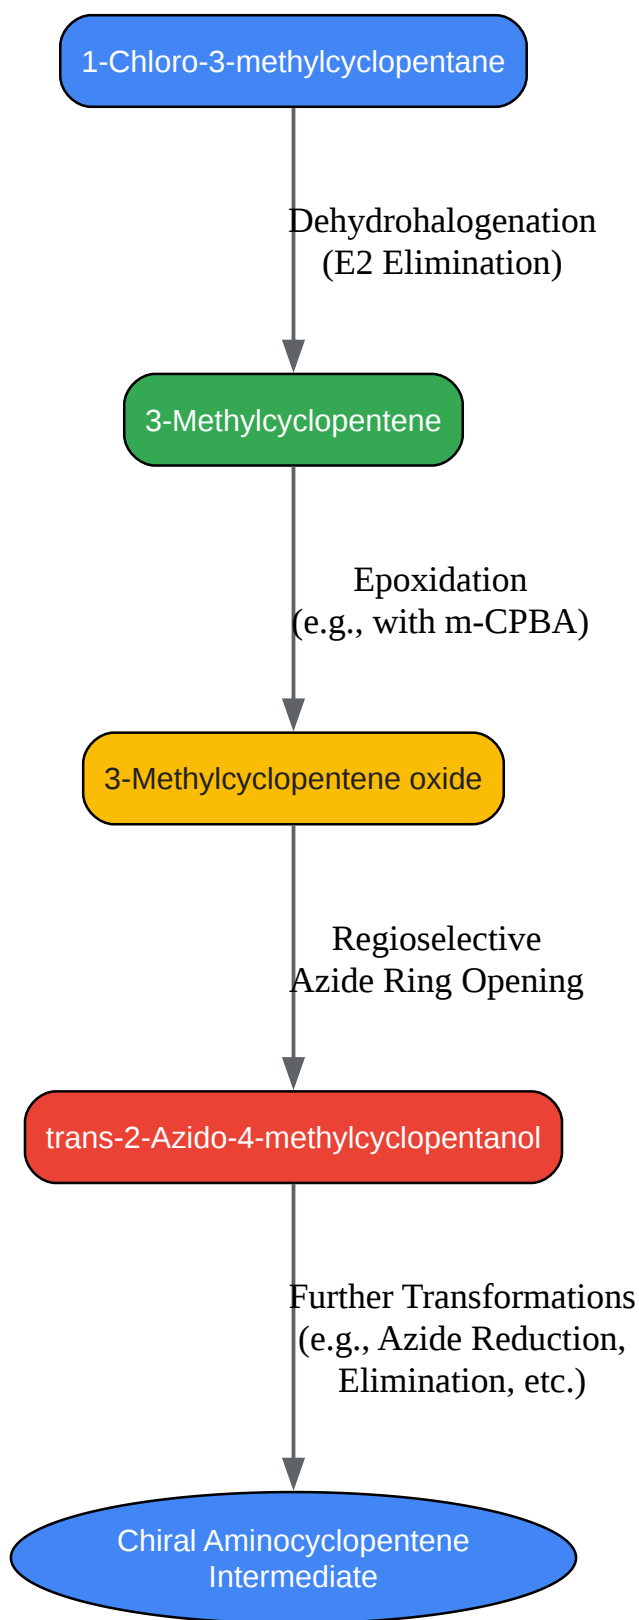 1-Chloro-3-methylcyclopentane
Dehydrohalogenation
(E2 Elimination)
3-Methylcyclopentene
Epoxidation
(e.g., with m-CPBA)
3-Methylcyclopentene oxide
Regioselective
Azide Ring Opening
trans-2-Azido-4-methylcyclopentanol
Further Transformations
(e.g., Azide Reduction,
Elimination, etc.)
Chiral Aminocyclopentene
Intermediate